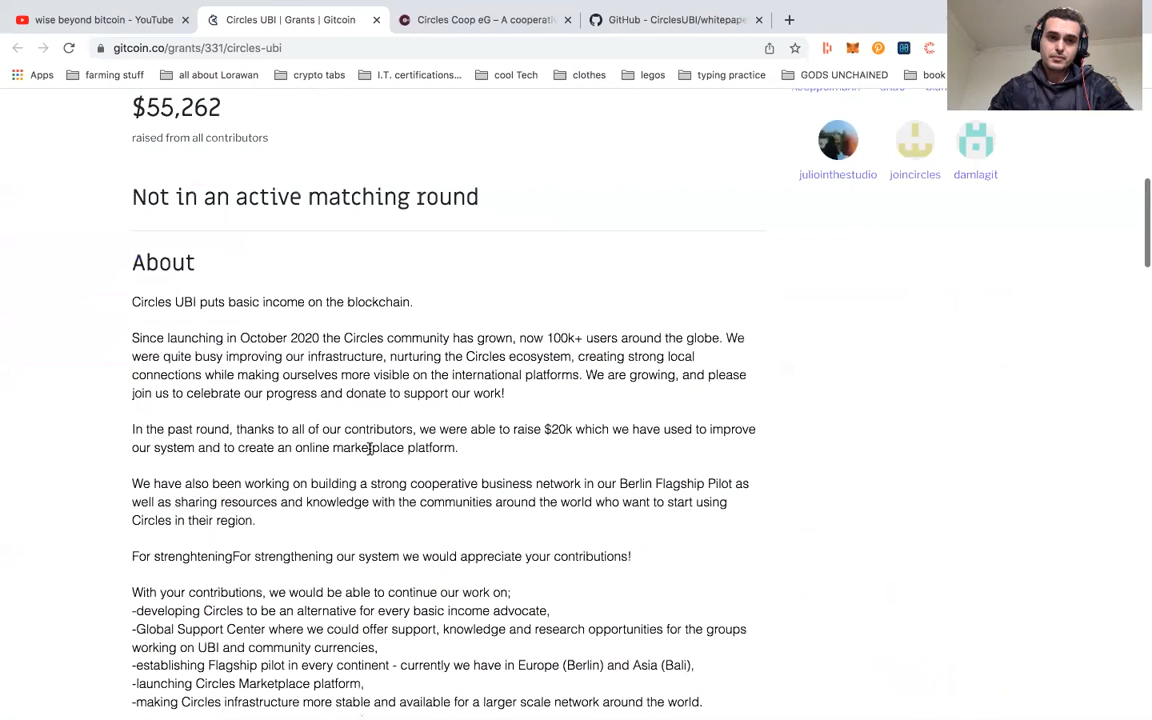 wise beyond bitcoin - YouTube
Circles UBI | Grants | Gitcoin
Circles Coop eG – A cooperati
GitHub - CirclesUBI/whitepape
gitcoin.co/grants/331/circles-ubi
Apps
farming stuff
all about Lorawan
crypto tabs
I.T. certifications...
cool Tech
clothes
legos
typing practice
GODS UNCHAINED
book
$55,262
raised from all contributors
juliointhestudio
joincircles
damlagit
Not in an active matching round
About
Circles UBI puts basic income on the blockchain.
Since launching in October 2020 the Circles community has grown, now 100k+ users around the globe. We
were quite busy improving our infrastructure, nurturing the Circles ecosystem, creating strong local
connections while making ourselves more visible on the international platforms. We are growing, and please
join us to celebrate our progress and donate to support our work!
In the past round, thanks to all of our contributors, we were able to raise $20k which we have used to improve
our system and to create an online marketplace platform.
We have also been working on building a strong cooperative business network in our Berlin Flagship Pilot as
well as sharing resources and knowledge with the communities around the world who want to start using
Circles in their region.
For strenghteningFor strengthening our system we would appreciate your contributions!
With your contributions, we would be able to continue our work on;
-developing Circles to be an alternative for every basic income advocate,
-Global Support Center where we could offer support, knowledge and research opportunities for the groups
working on UBI and community currencies,
-establishing Flagship pilot in every continent - currently we have in Europe (Berlin) and Asia (Bali),
-launching Circles Marketplace platform,
-making Circles infrastructure more stable and available for a larger scale network around the world.